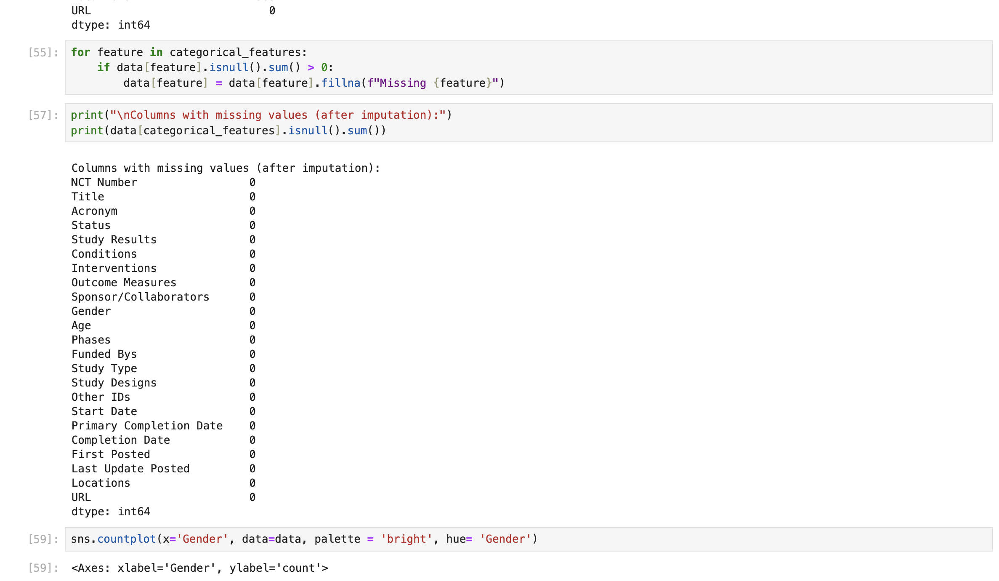 URL                           0
dtype: int64
[55]: for feature in categorical_features:
    if data[feature].isnull().sum() > 0:
        data[feature] = data[feature].fillna(f"Missing {feature}")
[57]: print("\nColumns with missing values (after imputation):")
print(data[categorical_features].isnull().sum())
Columns with missing values (after imputation):
NCT Number                 0
Title                      0
Acronym                    0
Status                     0
Study Results              0
Conditions                 0
Interventions              0
Outcome Measures           0
Sponsor/Collaborators      0
Gender                     0
Age                        0
Phases                     0
Funded Bys                 0
Study Type                 0
Study Designs              0
Other IDs                  0
Start Date                 0
Primary Completion Date    0
Completion Date            0
First Posted               0
Last Update Posted         0
Locations                  0
URL                        0
dtype: int64
[59]: sns.countplot(x='Gender', data=data, palette = 'bright', hue= 'Gender')
[59]: <Axes: xlabel='Gender', ylabel='count'>